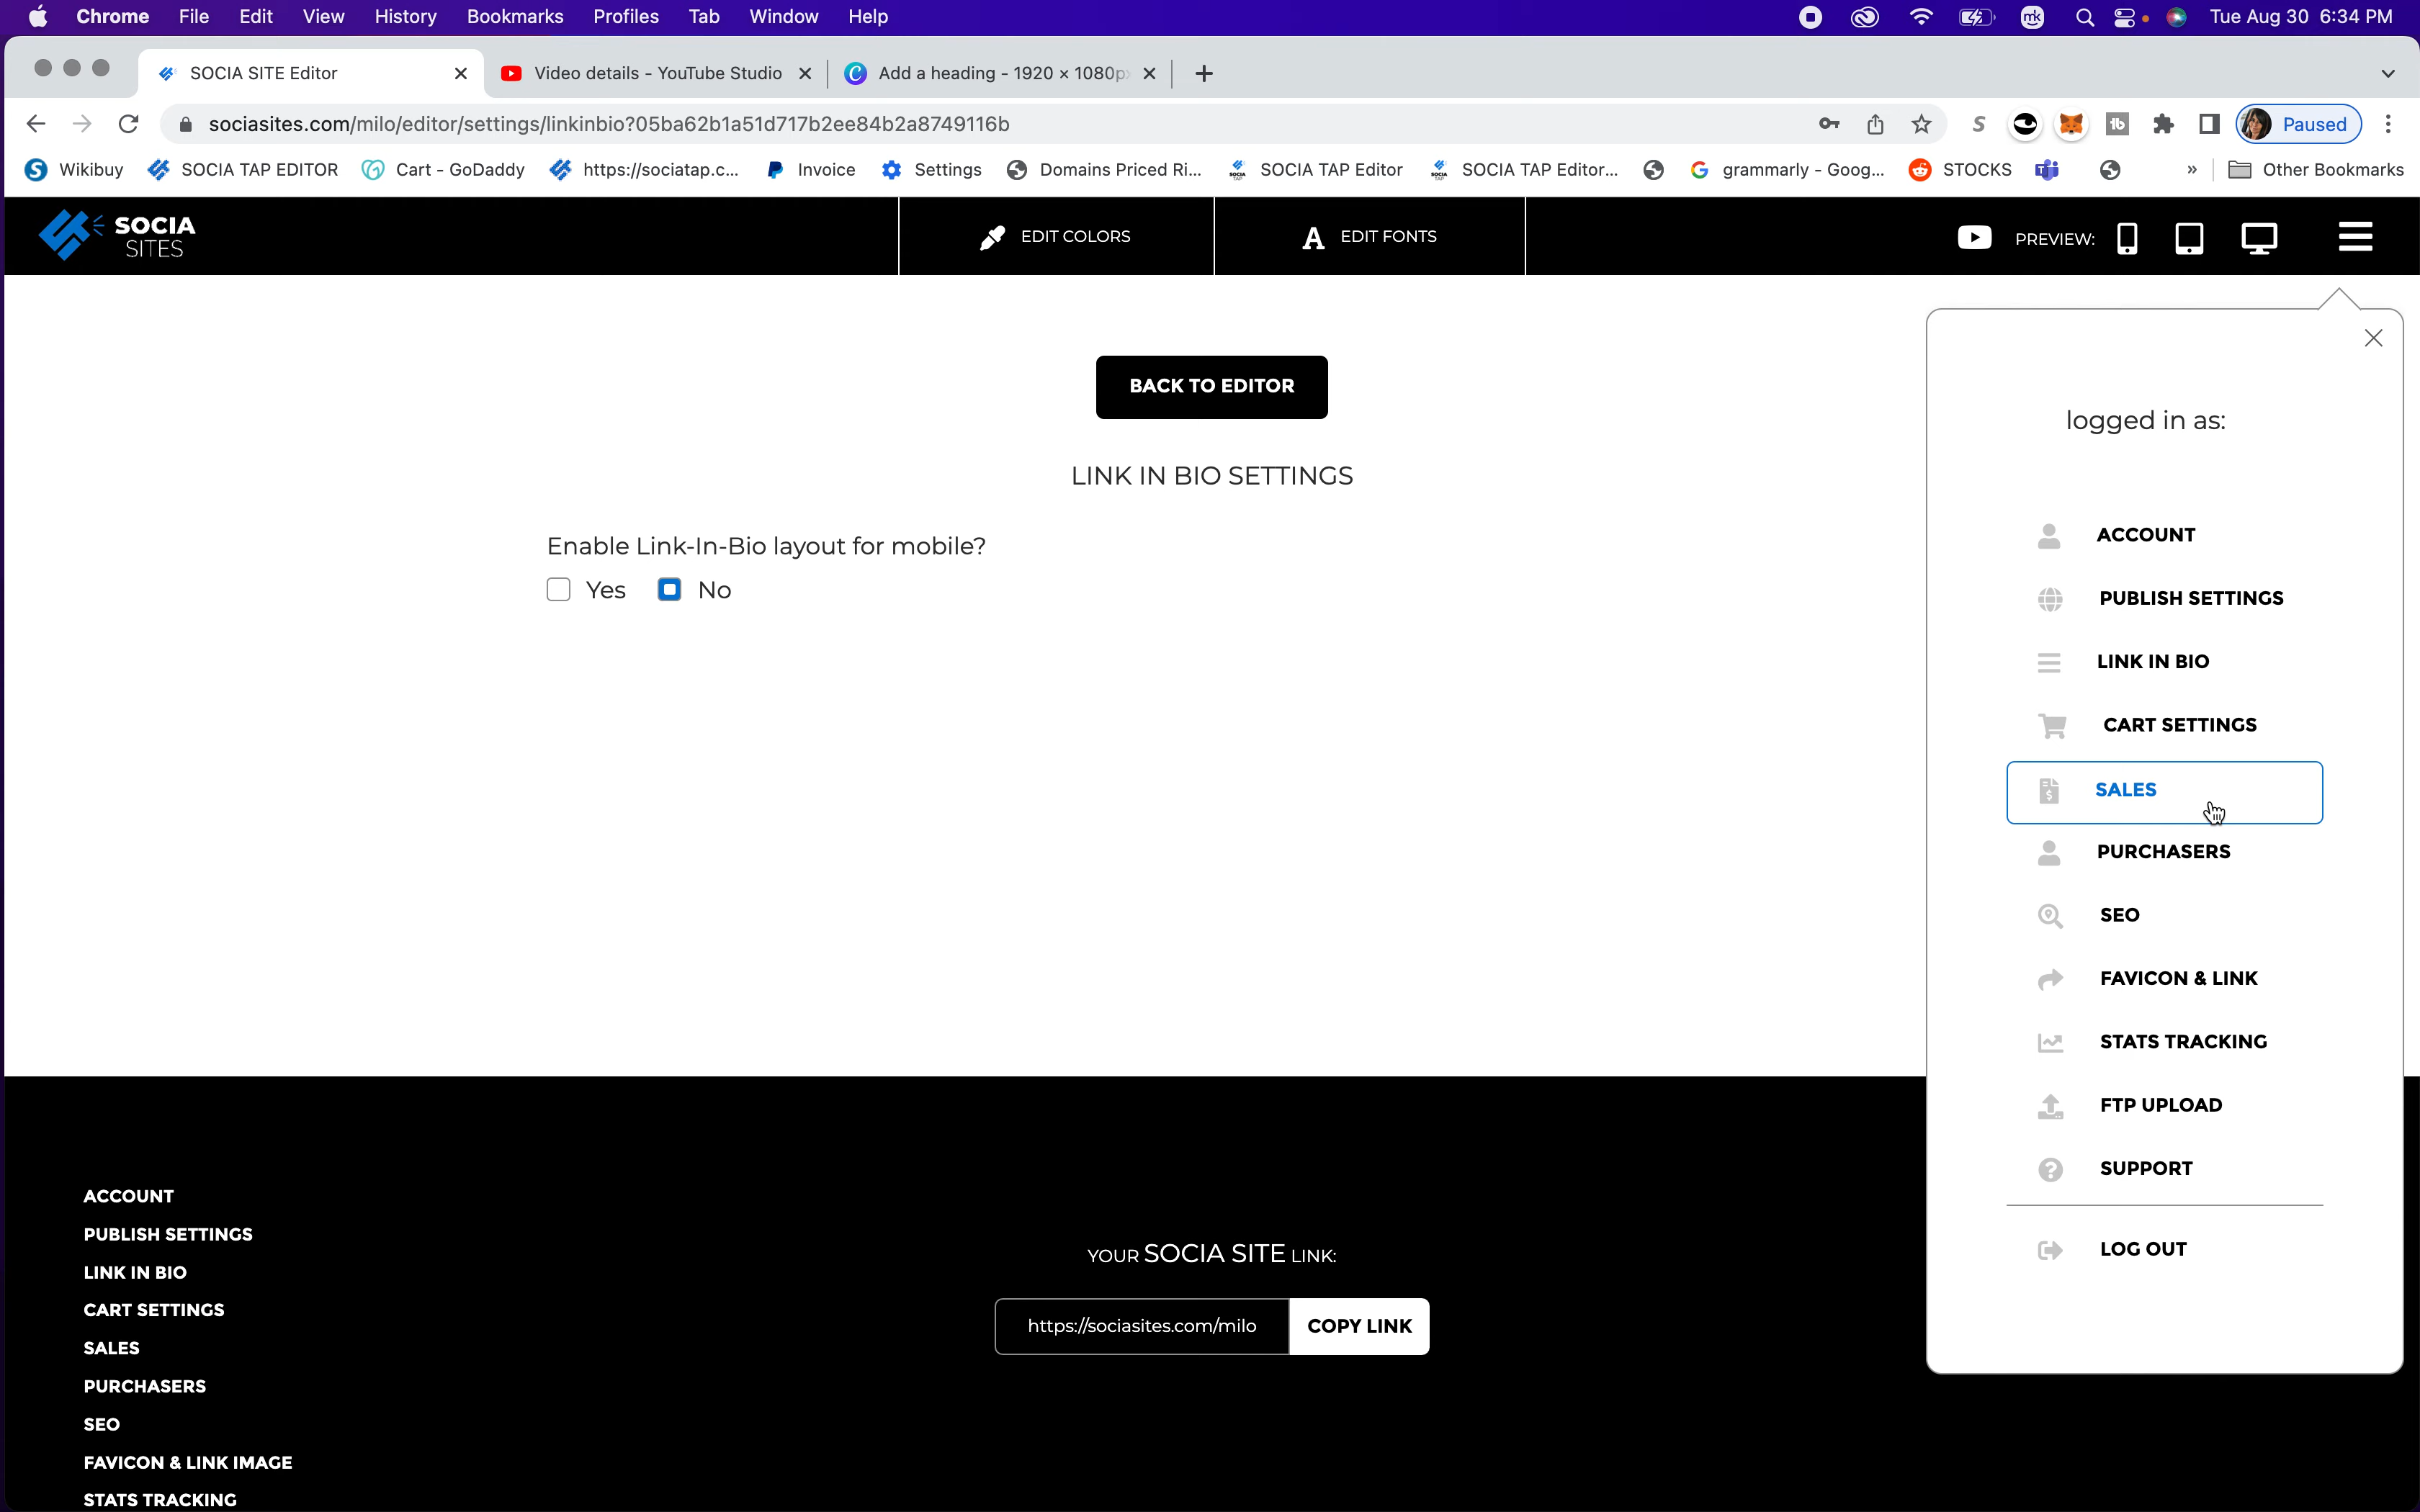 Chrome File Edit View History Bookmarks Profiles Tab Window Help mk Tue Aug 30 6:34 PM
SOCIA SITE Editor Video details - YouTube Studio Add a heading - 1920 × 1080p
sociasites.com/milo/editor/settings/linkinbio?05ba62b1a51d717b2ee84b2a8749116b S tb Paused
Wikibuy SOCIA TAP EDITOR Cart - GoDaddy https://sociatap.c... Invoice Settings Domains Priced Ri... SOCIA TAP Editor SOCIA TAP Editor... grammarly - Goog... STOCKS » Other Bookmarks
SOCIA
SITES
EDIT COLORS A EDIT FONTS PREVIEW:
BACK TO EDITOR
LINK IN BIO SETTINGS
Enable Link-In-Bio layout for mobile?
Yes No
logged in as:
ACCOUNT
PUBLISH SETTINGS
LINK IN BIO
CART SETTINGS
SALES
PURCHASERS
SEO
FAVICON & LINK
STATS TRACKING
FTP UPLOAD
SUPPORT
LOG OUT
ACCOUNT
PUBLISH SETTINGS
LINK IN BIO
CART SETTINGS
SALES
PURCHASERS
SEO
FAVICON & LINK IMAGE
STATS TRACKING
YOUR SOCIA SITE LINK:
https://sociasites.com/milo COPY LINK